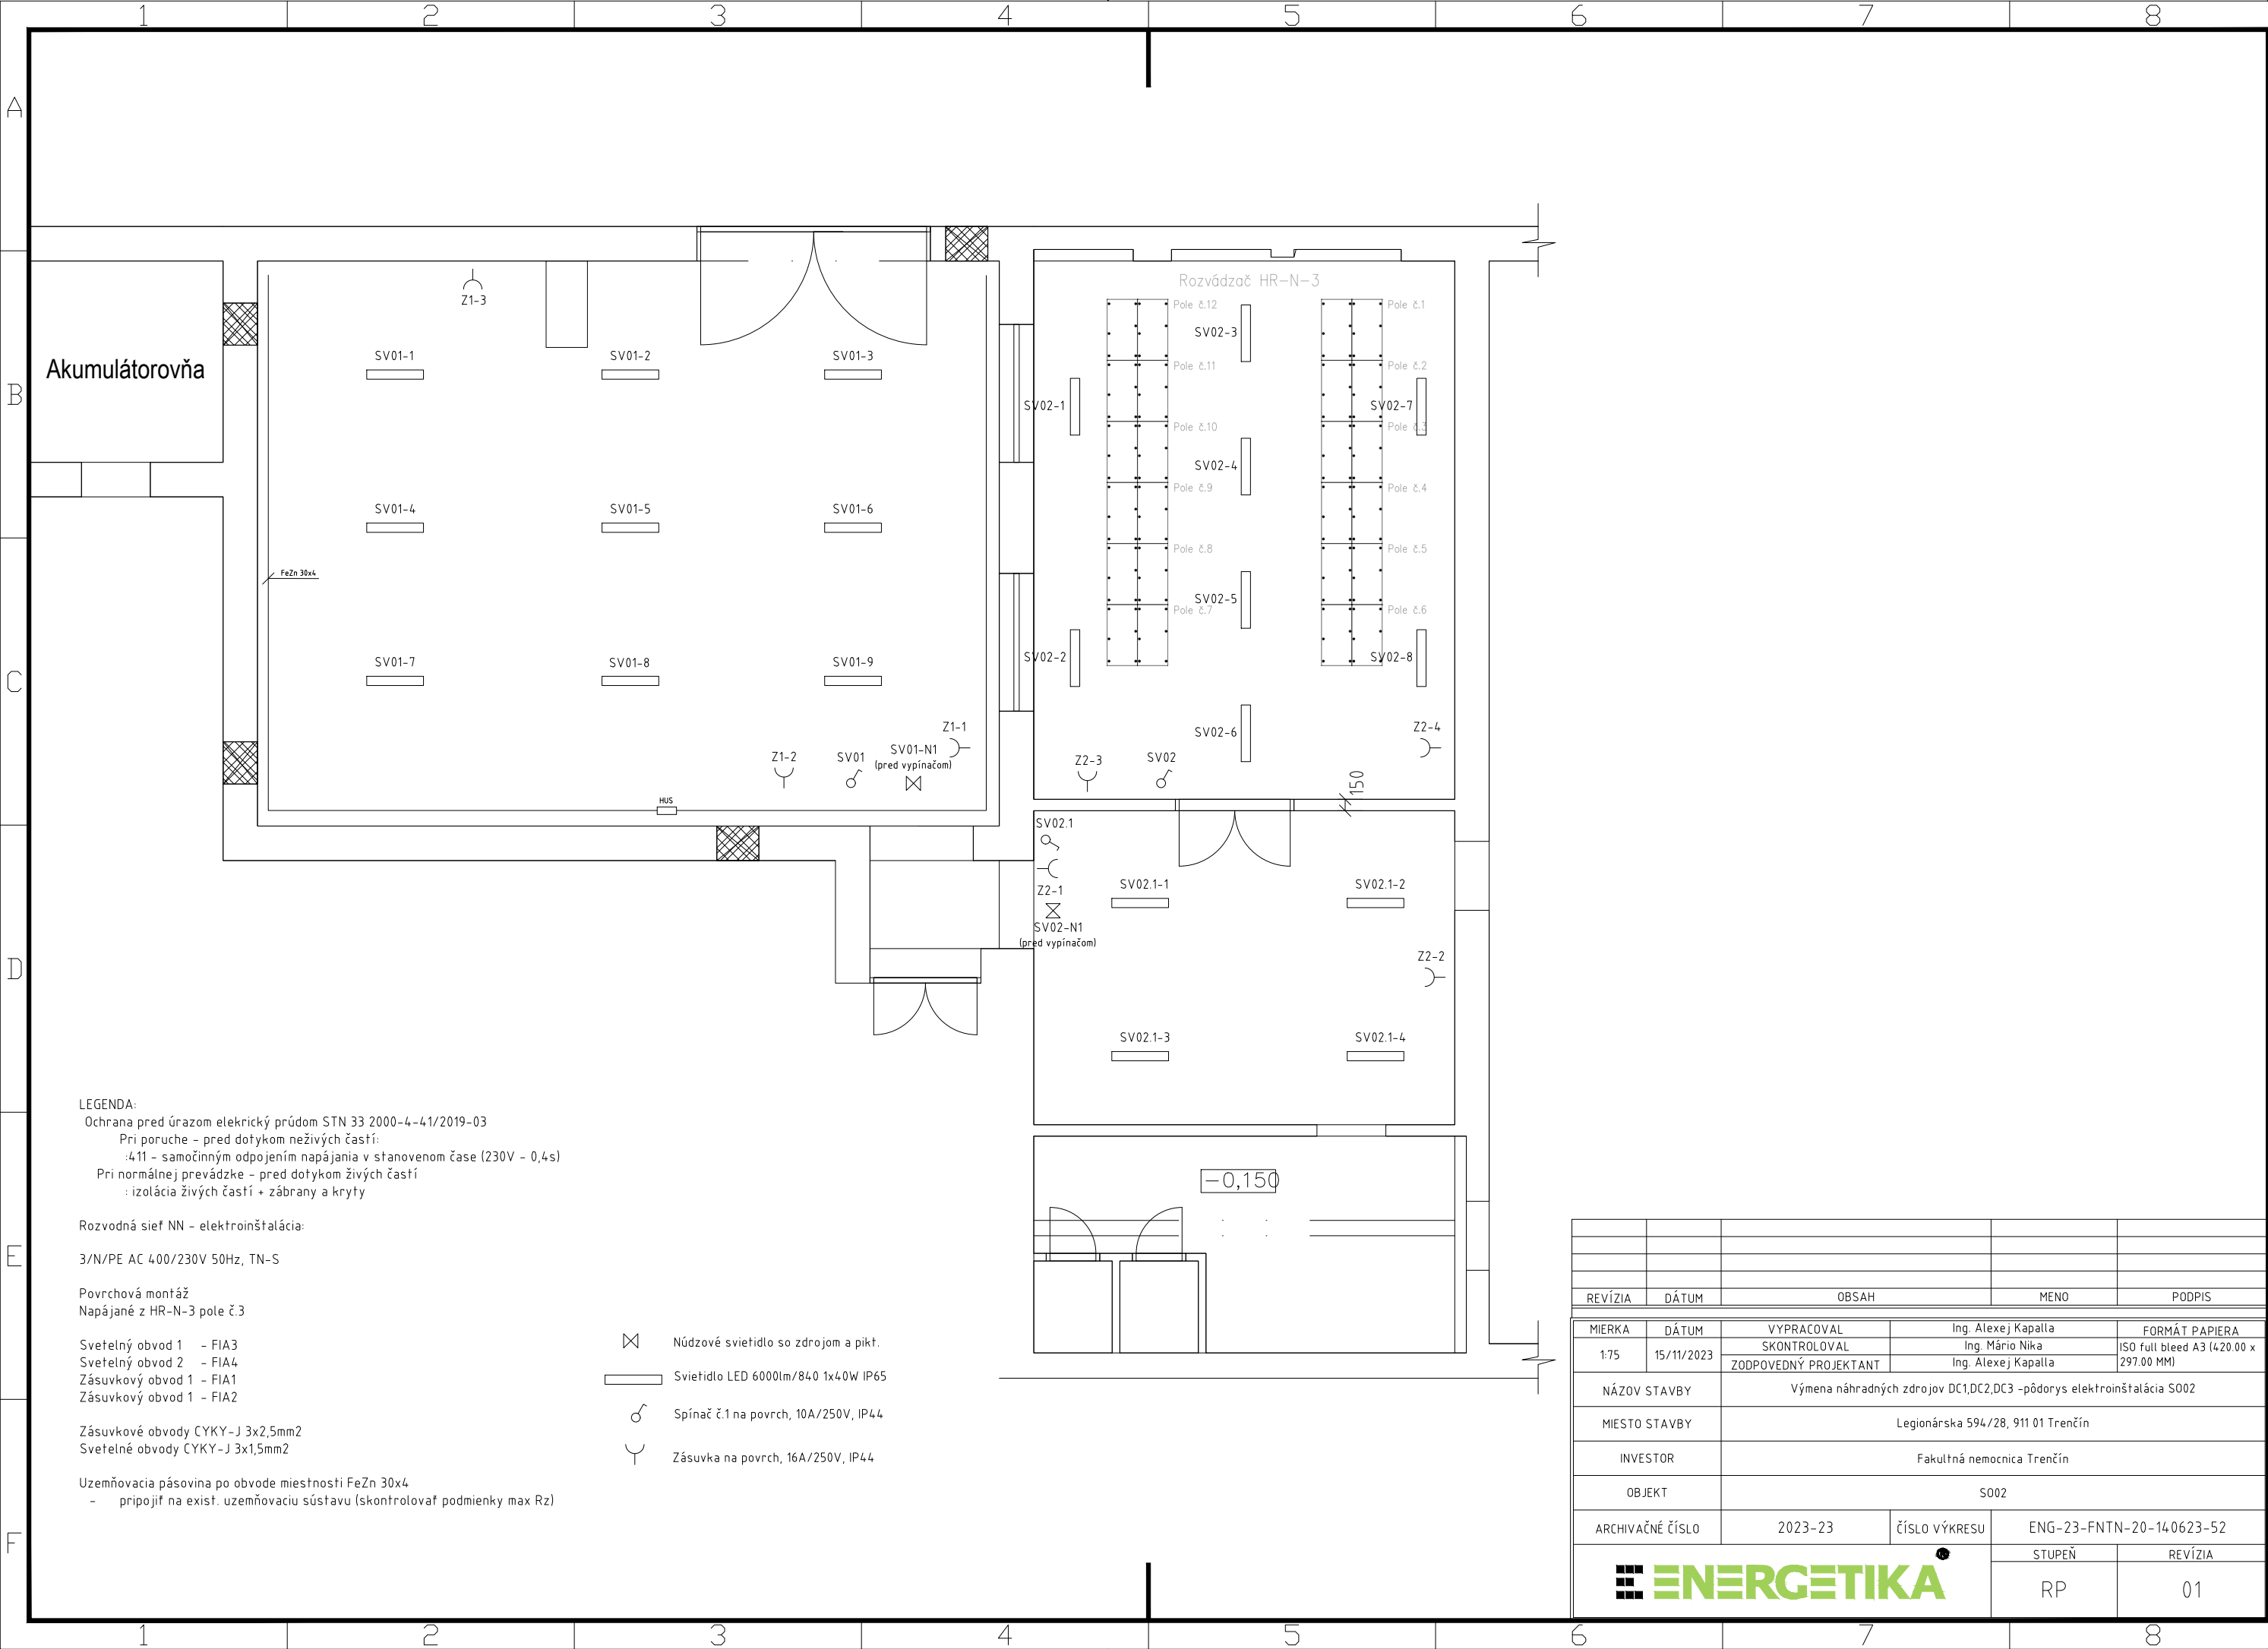 1 2 3 4 5 6 7 8
A
B
C
D
E
F
Akumulátorovňa
Z1-3
SV01-1
SV01-2
SV01-3
SV01-4
SV01-5
SV01-6
FeZn 30x4
SV01-7
SV01-8
SV01-9
Z1-1
Z1-2
SV01
SV01-N1
(pred vypínačom)
HUS
Rozvádzač HR-N-3
Pole č.12
Pole č.1
SV02-3
Pole č.11
Pole č.2
SV02-1
SV02-7
Pole č.10
Pole č.3
SV02-4
Pole č.9
Pole č.4
Pole č.8
Pole č.5
SV02-5
Pole č.7
Pole č.6
SV02-2
SV02-8
SV02-6
Z2-4
Z2-3
SV02
150
SV02.1
Z2-1
SV02-N1
(pred vypínačom)
SV02.1-1
SV02.1-2
Z2-2
SV02.1-3
SV02.1-4
-0,150
LEGENDA:
Ochrana pred úrazom elekrický prúdom STN 33 2000-4-41/2019-03
Pri poruche - pred dotykom neživých častí:
:411 - samočinným odpojením napájania v stanovenom čase (230V - 0,4s)
Pri normálnej prevádzke - pred dotykom živých častí
: izolácia živých častí + zábrany a kryty
Rozvodná sieť NN - elektroinštalácia:
3/N/PE AC 400/230V 50Hz, TN-S
Povrchová montáž
Napájané z HR-N-3 pole č.3
Svetelný obvod 1 - FIA3
Svetelný obvod 2 - FIA4
Zásuvkový obvod 1 - FIA1
Zásuvkový obvod 1 - FIA2
Zásuvkové obvody CYKY-J 3x2,5mm2
Svetelné obvody CYKY-J 3x1,5mm2
Uzemňovacia pásovina po obvode miestnosti FeZn 30x4
- pripojiť na exist. uzemňovaciu sústavu (skontrolovať podmienky max Rz)
Núdzové svietidlo so zdrojom a pikt.
Svietidlo LED 6000lm/840 1x40W IP65
Spínač č.1 na povrch, 10A/250V, IP44
Zásuvka na povrch, 16A/250V, IP44
REVÍZIA DÁTUM OBSAH MENO PODPIS
MIERKA DÁTUM VYPRACOVAL Ing. Alexej Kapalla FORMÁT PAPIERA
1:75 15/11/2023 SKONTROLOVAL Ing. Mário Nika ISO full bleed A3 (420.00 x
ZODPOVEDNÝ PROJEKTANT Ing. Alexej Kapalla 297.00 MM)
NÁZOV STAVBY Výmena náhradných zdrojov DC1,DC2,DC3 -pôdorys elektroinštalácia SO02
MIESTO STAVBY Legionárska 594/28, 911 01 Trenčín
INVESTOR Fakultná nemocnica Trenčín
OBJEKT SO02
ARCHIVAČNÉ ČÍSLO 2023-23 ČÍSLO VÝKRESU ENG-23-FNTN-20-140623-52
ENERGETIKA
STUPEŇ REVÍZIA
RP 01
1 2 3 4 5 6 7 8